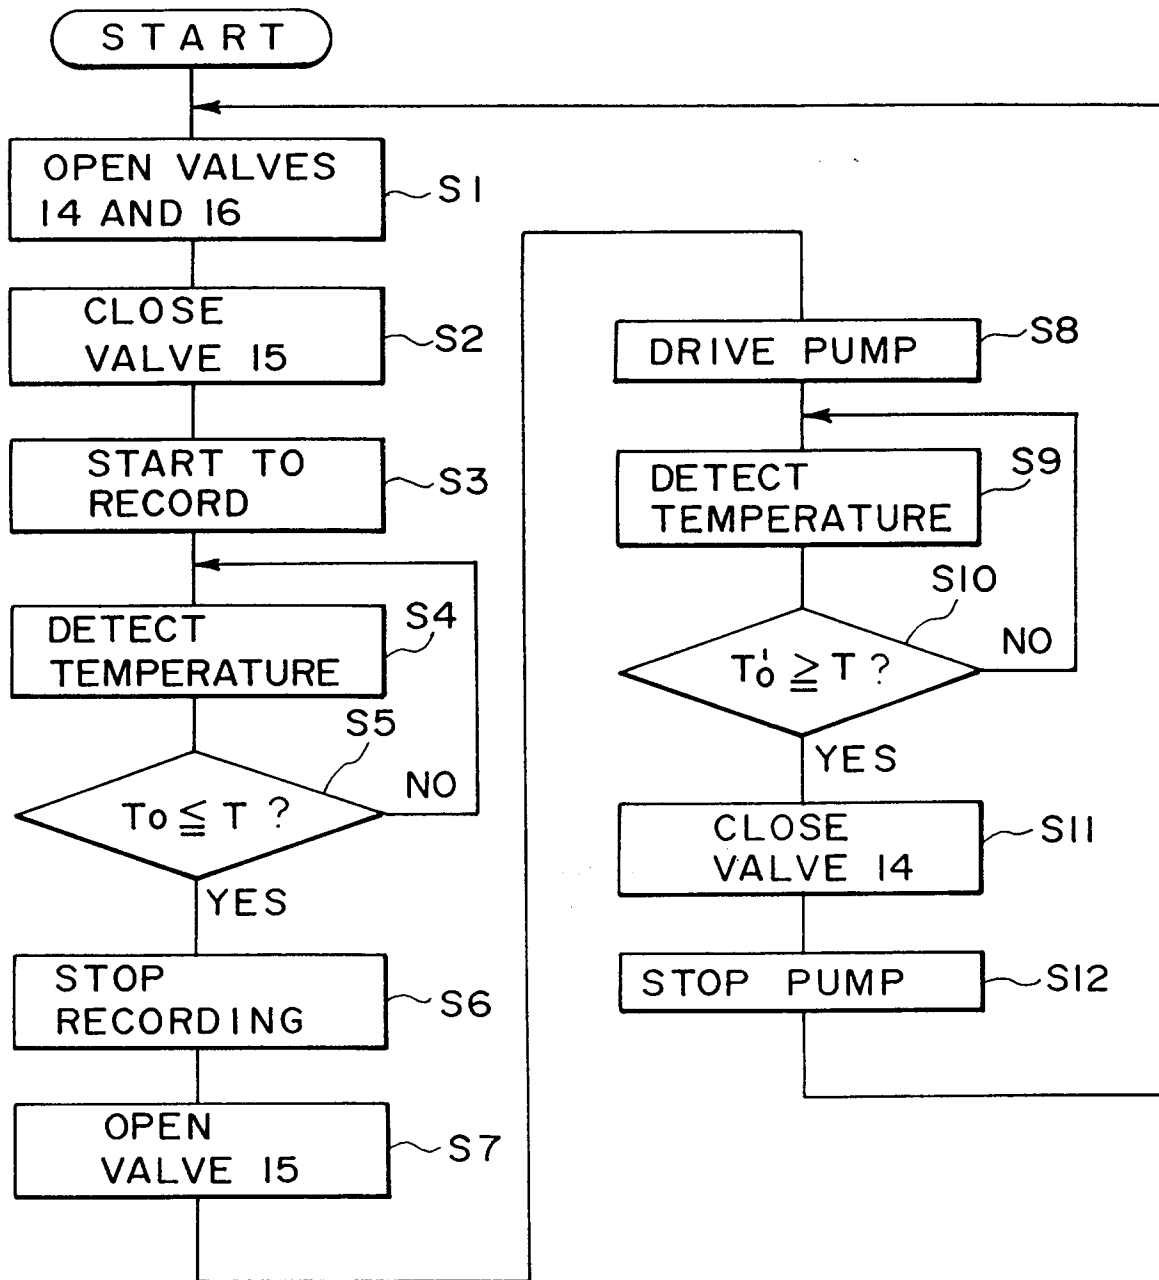 START
OPEN VALVES
14 AND 16
S1
CLOSE
VALVE 15
S2
START TO
RECORD
S3
DETECT
TEMPERATURE
S4
To ≦ T ?
S5
NO
YES
STOP
RECORDING
S6
OPEN
VALVE 15
S7
DRIVE PUMP
S8
DETECT
TEMPERATURE
S9
To' ≧ T ?
S10
NO
YES
CLOSE
VALVE 14
S11
STOP PUMP
S12